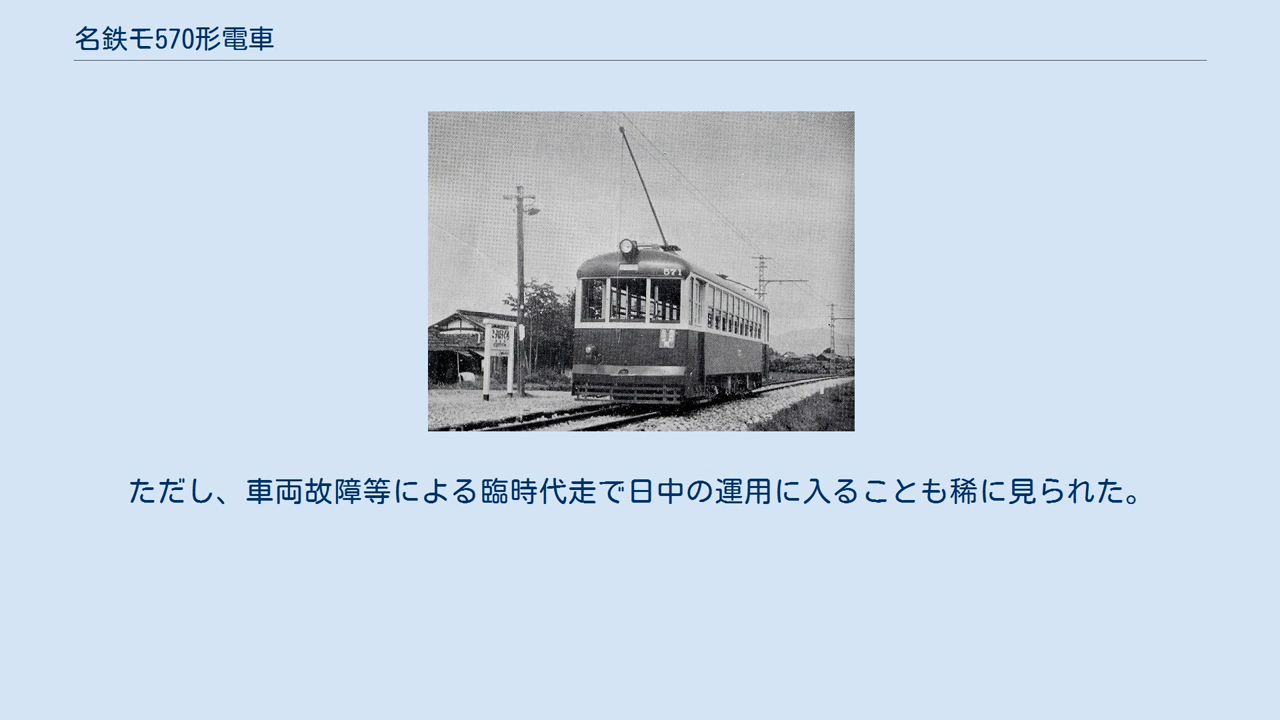 名鉄モ570形電車
571
ただし、車両故障等による臨時代走で日中の運用に入ることも稀に見られた。